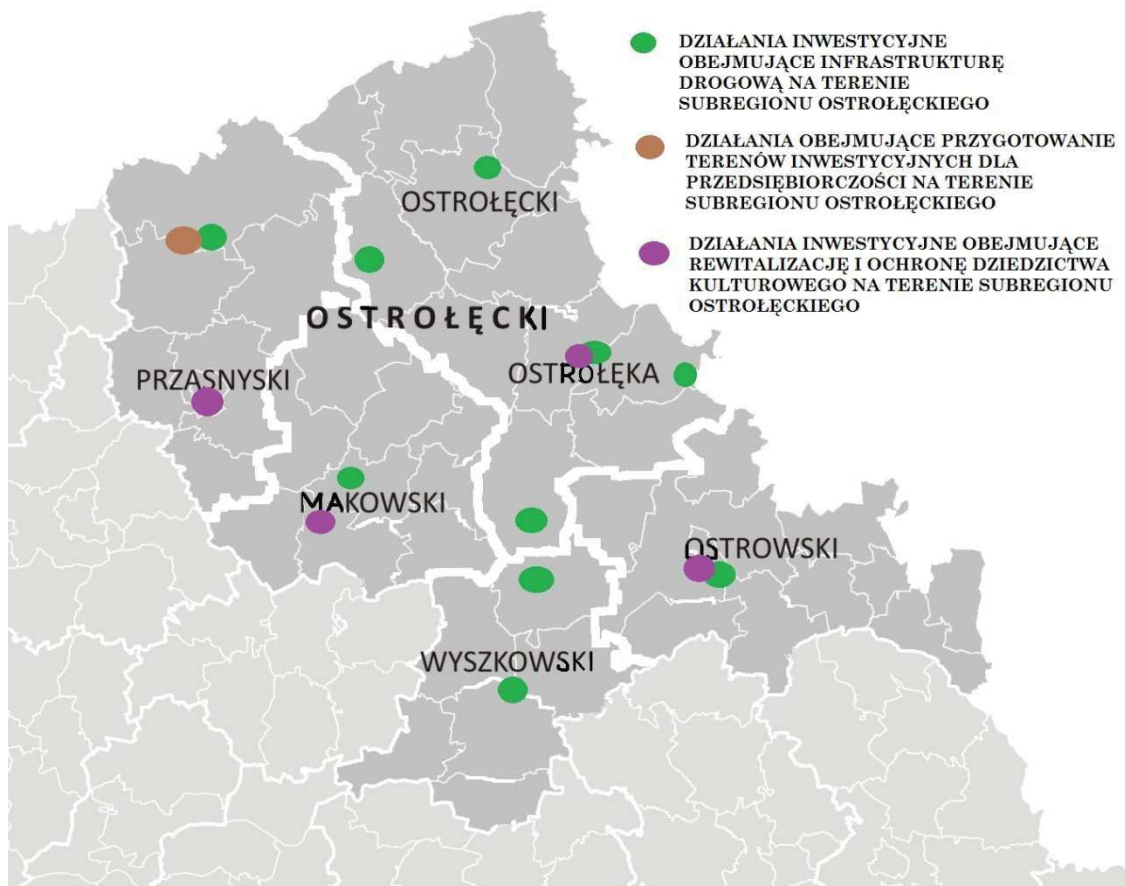 DZIAŁANIA INWESTYCYJNE
OBEJMUJĄCE INFRASTRUKTURĘ
DROGOWĄ NA TERENIE
SUBREGIONU OSTROŁĘCKIEGO
DZIAŁANIA OBEJMUJĄCE PRZYGOTOWANIE
TERENÓW INWESTYCYJNYCH DLA
PRZEDSIĘBIORCZOŚCI NA TERENIE
SUBREGIONU OSTROŁĘCKIEGO
DZIAŁANIA INWESTYCYJNE OBEJMUJĄCE
REWITALIZACJĘ I OCHRONĘ DZIEDZICTWA
KULTUROWEGO NA TERENIE SUBREGIONU
OSTROŁĘCKIEGO
OSTROŁĘCKI
OSTROŁĘCKI
PRZASNYSKI
OSTROŁĘKA
MAKOWSKI
OSTROWSKI
WYSZKOWSKI